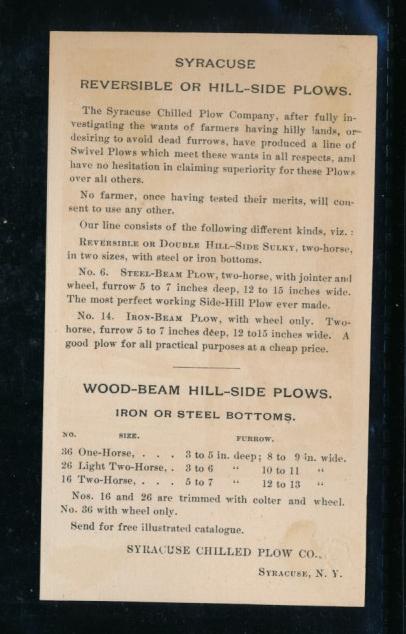 SYRACUSE
REVERSIBLE OR HILL-SIDE PLOWS.
The Syracuse Chilled Plow Company, after fully in-
vestigating the wants of farmers having hilly lands, or
desiring to avoid dead furrows, have produced a line of
Swivel Plows which meet these wants in all respects, and
have no hesitation in claiming superiority for these Plows
over all others.
No farmer, once having tested their merits, will con-
sent to use any other.
Our line consists of the following different kinds, viz. :
REVERSIBLE OR DOUBLE HILL-SIDE SULKY, two-horse,
in two sizes, with steel or iron bottoms.
No. 6. STEEL-BEAM PLOW, two-horse, with jointer and
wheel, furrow 5 to 7 inches deep, 12 to 15 inches wide.
The most perfect working Side-Hill Plow ever made.
No. 14. IRON-BEAM PLOW, with wheel only. Two-
horse, furrow 5 to 7 inches deep, 12 to15 inches wide. A
good plow for all practical purposes at a cheap price.
WOOD-BEAM HILL-SIDE PLOWS.
IRON OR STEEL BOTTOMS.
NO. SIZE. FURROW.
36 One-Horse, . . . 3 to 5 in. deep; 8 to 9 in. wide.
26 Light Two-Horse, . 3 to 6 " 10 to 11 "
16 Two-Horse, . . . 5 to 7 " 12 to 13 "
Nos. 16 and 26 are trimmed with colter and wheel.
No. 36 with wheel only.
Send for free illustrated catalogue.
SYRACUSE CHILLED PLOW CO.,
SYRACUSE, N. Y.